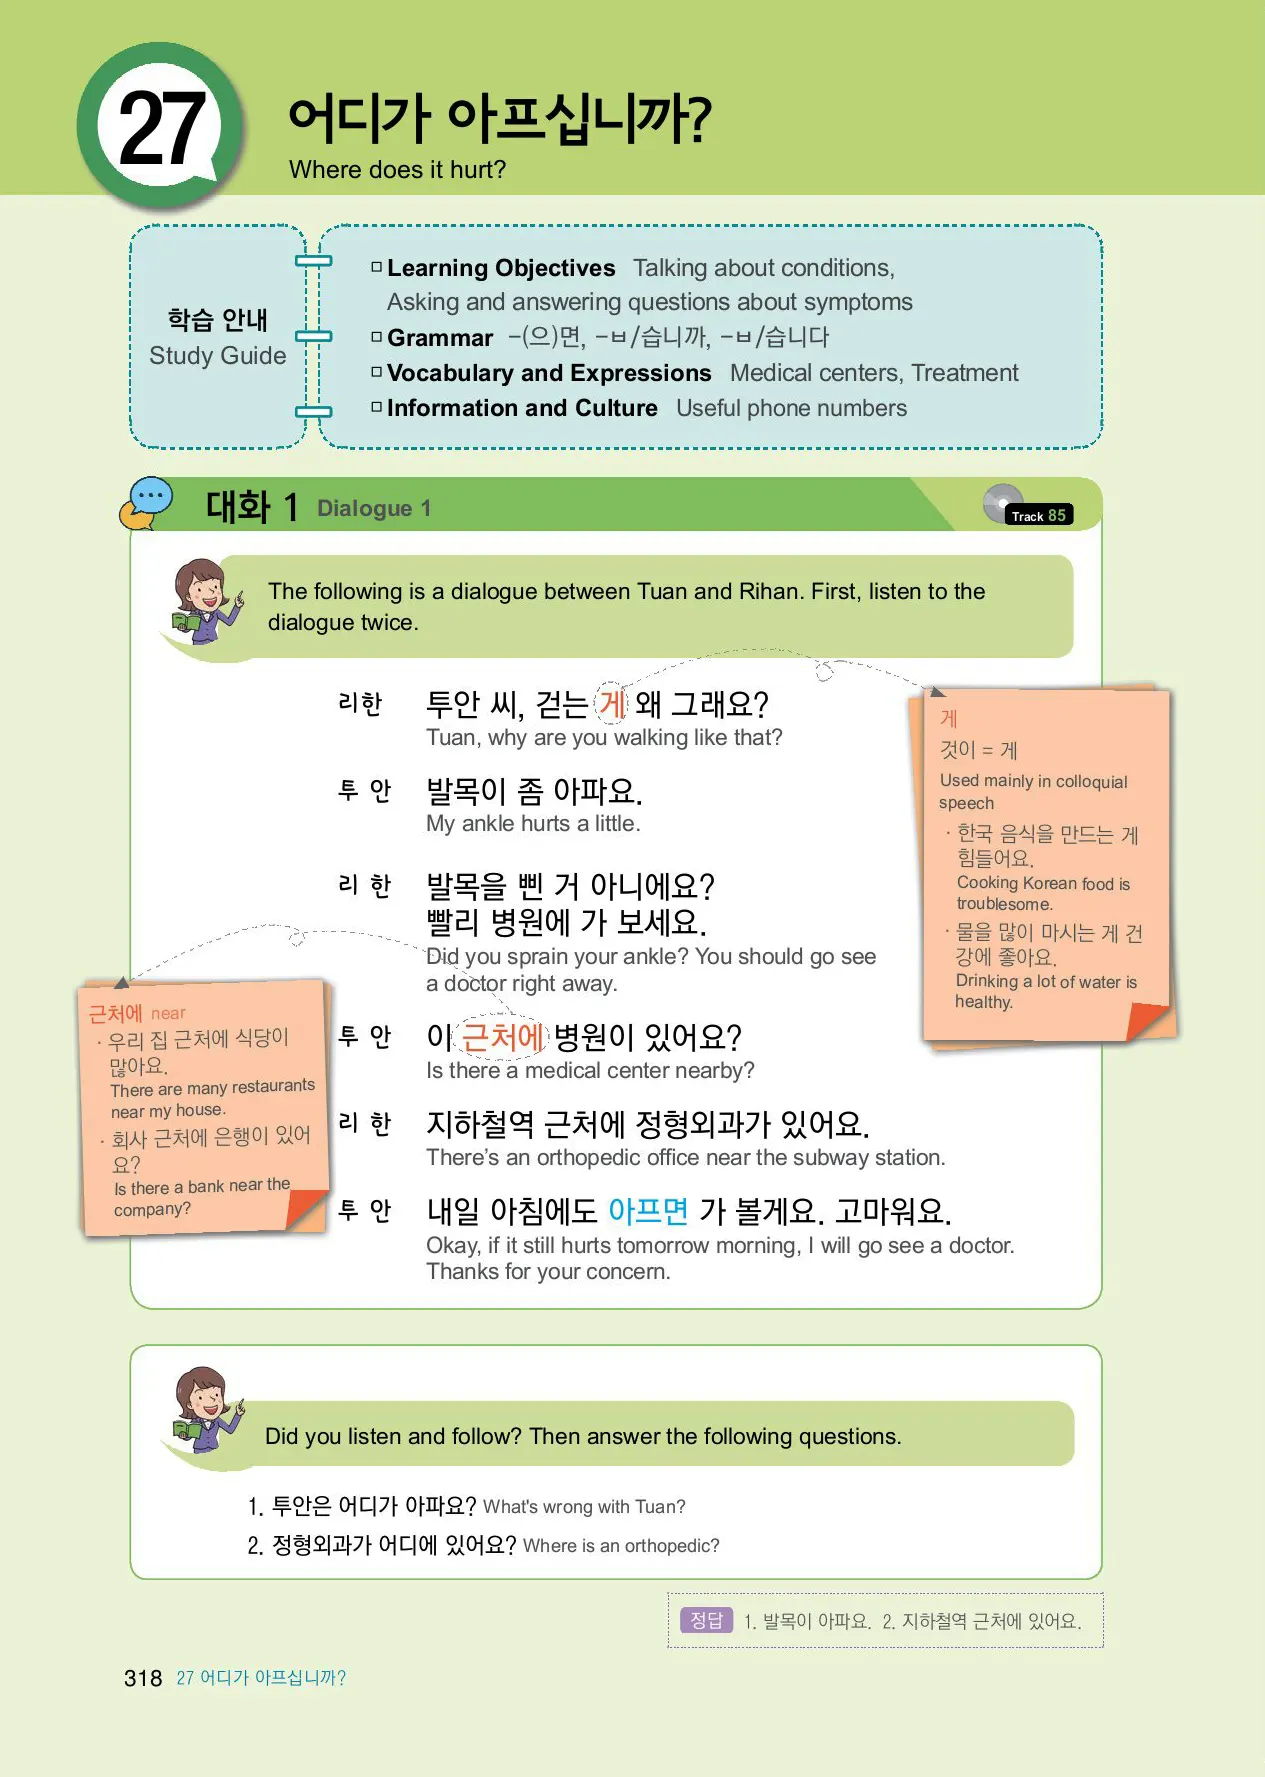 27
어디가 아프십니까?
Where does it hurt?
학습 안내
Study Guide
Learning Objectives Talking about conditions,
Asking and answering questions about symptoms
Grammar -(으)면, -ㅂ/습니까, -ㅂ/습니다
Vocabulary and Expressions Medical centers, Treatment
Information and Culture Useful phone numbers
대화 1 Dialogue 1
Track 85
The following is a dialogue between Tuan and Rihan. First, listen to the
dialogue twice.
리한 투안 씨, 걷는 게 왜 그래요?
Tuan, why are you walking like that?
투 안 발목이 좀 아파요.
My ankle hurts a little.
리 한 발목을 삔 거 아니에요?
빨리 병원에 가 보세요.
Did you sprain your ankle? You should go see
a doctor right away.
투 안 이 근처에 병원이 있어요?
Is there a medical center nearby?
리 한 지하철역 근처에 정형외과가 있어요.
There's an orthopedic office near the subway station.
투 안 내일 아침에도 아프면 가 볼게요. 고마워요.
Okay, if it still hurts tomorrow morning, I will go see a doctor.
Thanks for your concern.
게
것이 = 게
Used mainly in colloquial
speech
· 한국 음식을 만드는 게
힘들어요.
Cooking Korean food is
troublesome.
· 물을 많이 마시는 게 건
강에 좋아요.
Drinking a lot of water is
healthy.
근처에 near
· 우리 집 근처에 식당이
많아요.
There are many restaurants
near my house.
· 회사 근처에 은행이 있어
요?
Is there a bank near the
company?
Did you listen and follow? Then answer the following questions.
1. 투안은 어디가 아파요? What's wrong with Tuan?
2. 정형외과가 어디에 있어요? Where is an orthopedic?
정답 1. 발목이 아파요. 2. 지하철역 근처에 있어요.
318 27 어디가 아프십니까?